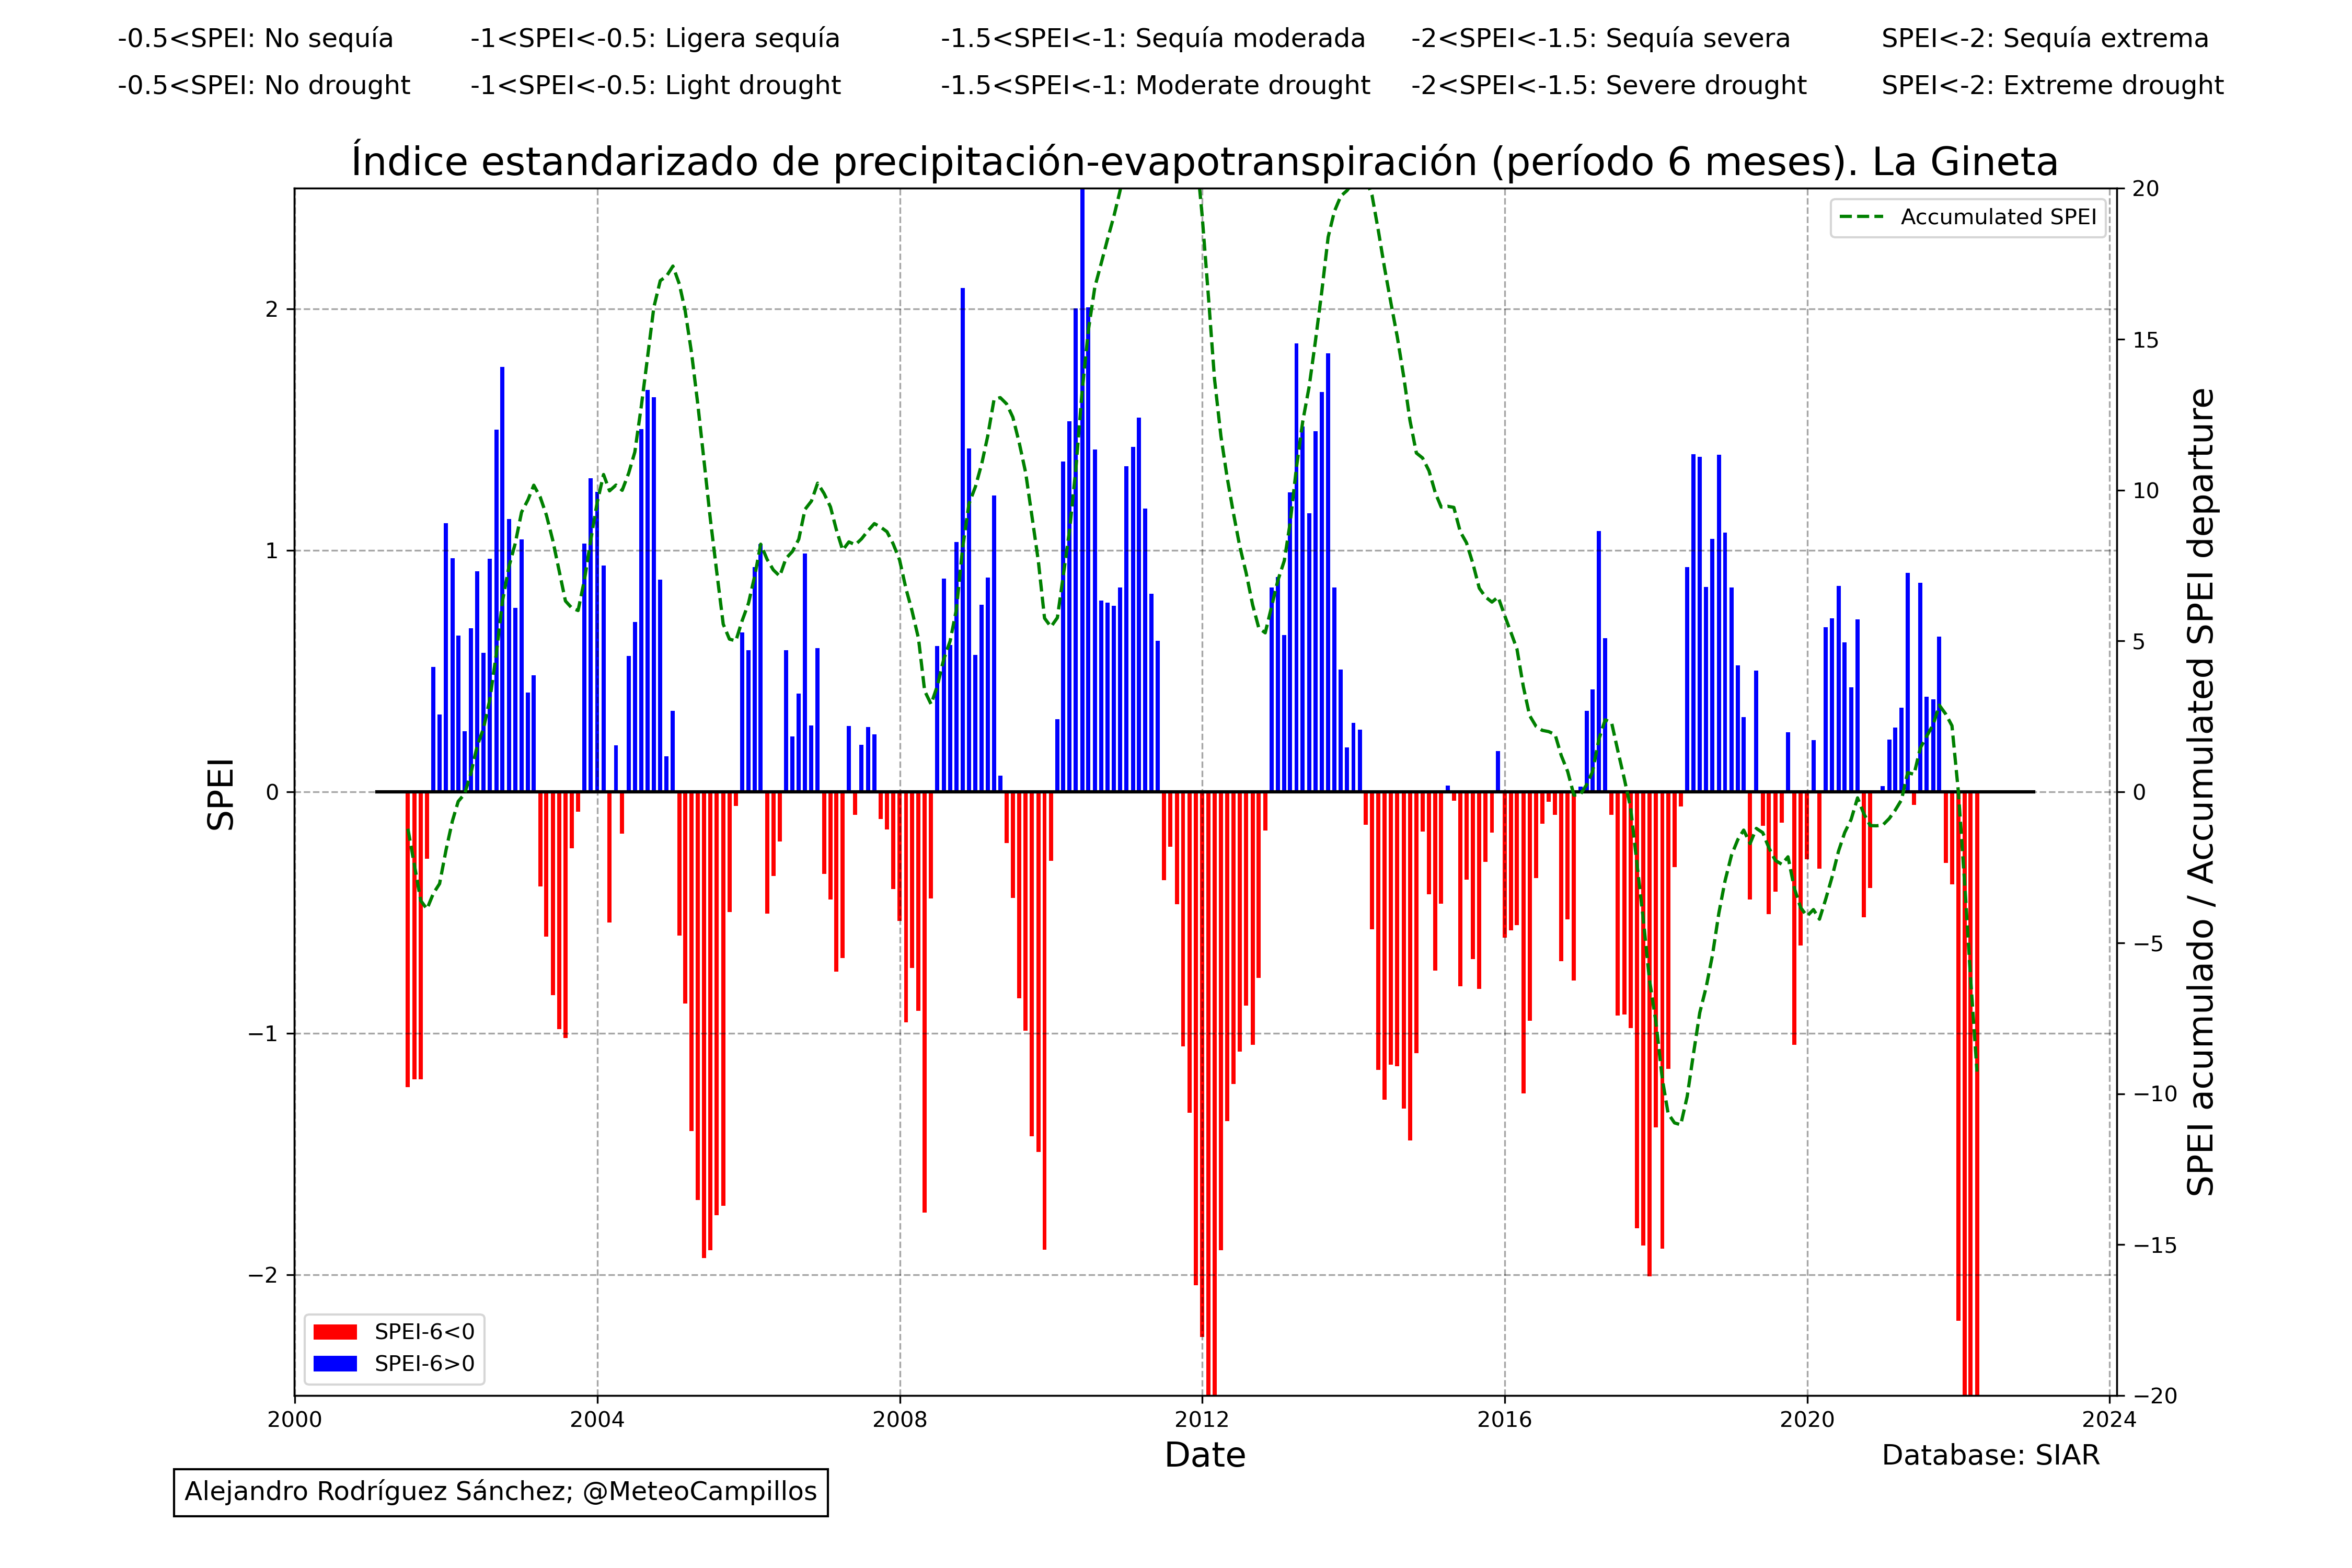 -0.5<SPEI: No sequía -1<SPEI<-0.5: Ligera sequía -1.5<SPEI<-1: Sequía moderada -2<SPEI<-1.5: Sequía severa SPEI<-2: Sequía extrema
-0.5<SPEI: No drought -1<SPEI<-0.5: Light drought -1.5<SPEI<-1: Moderate drought -2<SPEI<-1.5: Severe drought SPEI<-2: Extreme drought
Índice estandarizado de precipitación-evapotranspiración (período 6 meses). La Gineta
Accumulated SPEI
SPEI
2
1
0
−1
−2
20
15
10
5
0
−5
−10
−15
−20
SPEI acumulado / Accumulated SPEI departure
SPEI-6<0
SPEI-6>0
2000 2004 2008 2012 2016 2020 2024
Date
Database: SIAR
Alejandro Rodríguez Sánchez; @MeteoCampillos